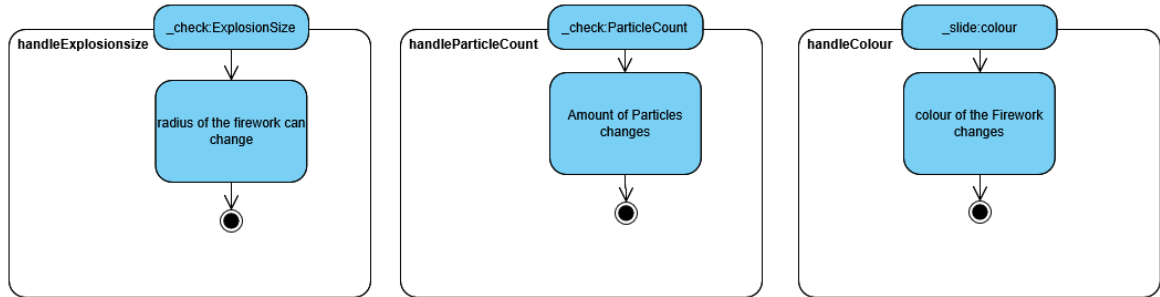 _check:ExplosionSize
handleExplosionsize
radius of the firework can
change
_check:ParticleCount
handleParticleCount
Amount of Particles
changes
_slide:colour
handleColour
colour of the Firework
changes